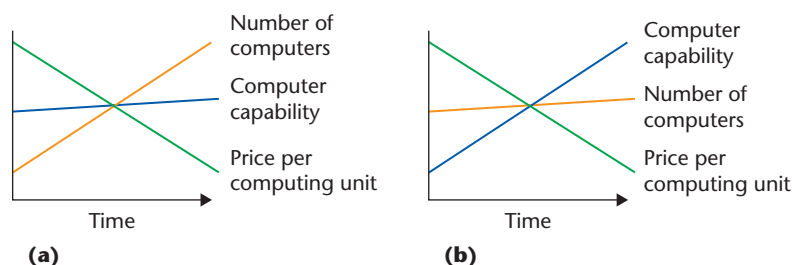 Number of
computers
Computer
capability
Price per
computing unit
Time
(a)
Computer
capability
Number of
computers
Price per
computing unit
Time
(b)